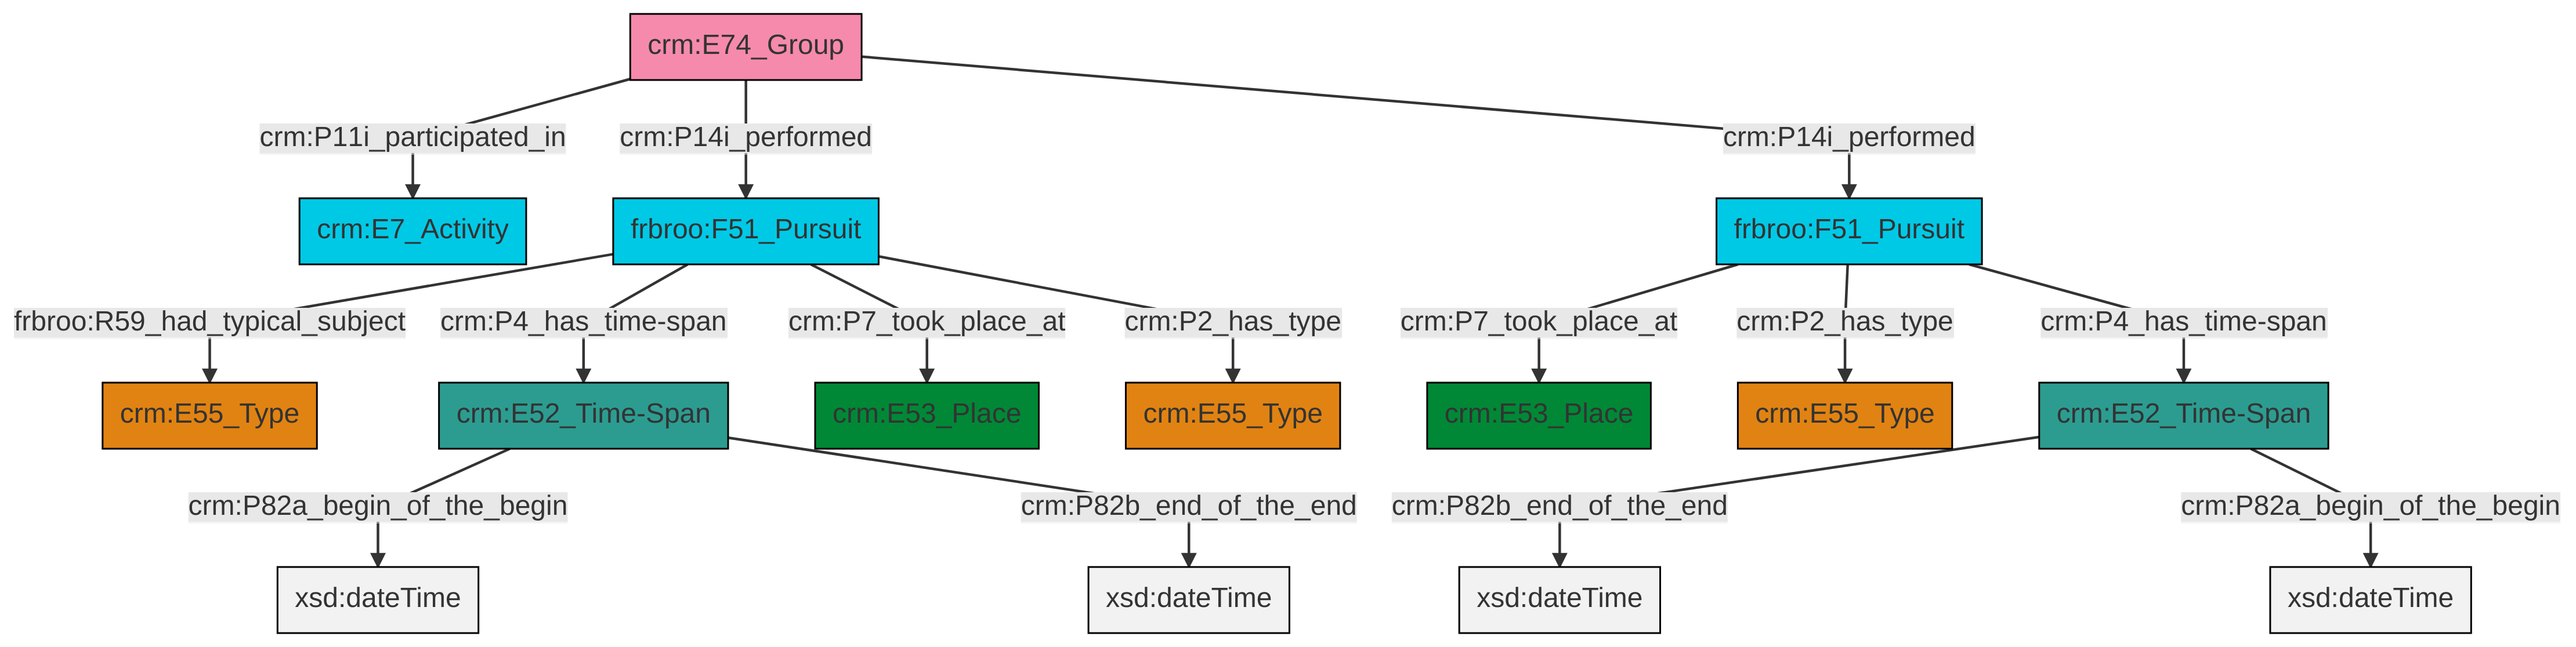 crm:E74_Group
crm:P11i_participated_in
crm:P14i_performed
crm:P14i_performed
crm:E7_Activity
frbroo:F51_Pursuit
frbroo:F51_Pursuit
frbroo:R59_had_typical_subject
crm:P4_has_time-span
crm:P7_took_place_at
crm:P2_has_type
crm:P7_took_place_at
crm:P2_has_type
crm:P4_has_time-span
crm:E55_Type
crm:E52_Time-Span
crm:E53_Place
crm:E55_Type
crm:E53_Place
crm:E55_Type
crm:E52_Time-Span
crm:P82a_begin_of_the_begin
crm:P82b_end_of_the_end
crm:P82b_end_of_the_end
crm:P82a_begin_of_the_begin
xsd:dateTime
xsd:dateTime
xsd:dateTime
xsd:dateTime